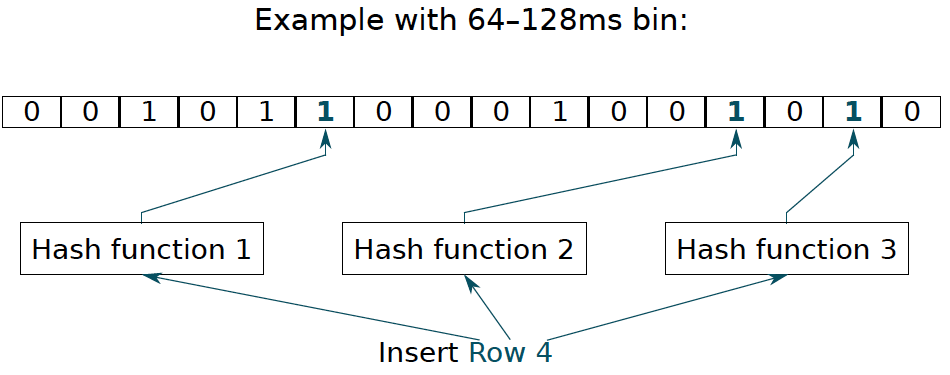 Example with 64–128ms bin:
0 0 1 0 1 1 0 0 0 1 0 0 1 0 1 0
Hash function 1 Hash function 2 Hash function 3
Insert Row 4